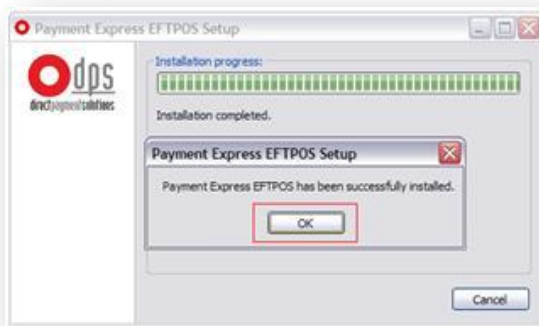 Payment Express EFTPOS Setup
dps
directpaymentsolutions
Installation progress:
Installation completed.
Payment Express EFTPOS Setup
Payment Express EFTPOS has been successfully installed.
OK
Cancel